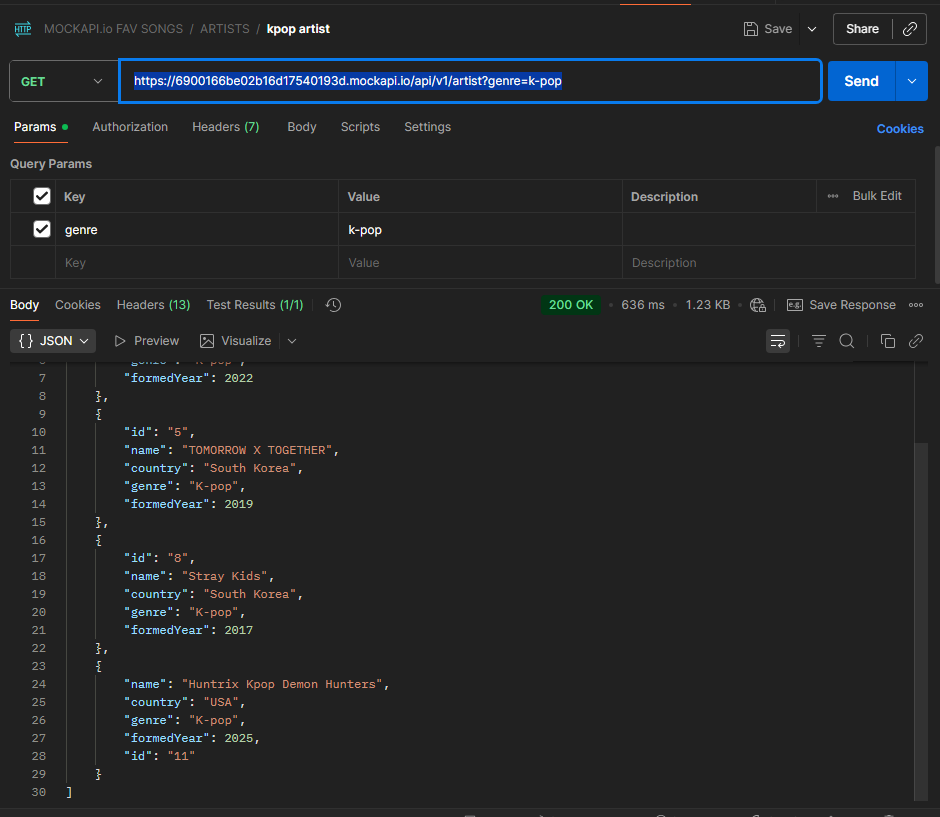 HTTP MOCKAPI.io FAV SONGS / ARTISTS / kpop artist Save Share
GET https://6900166be02b16d17540193d.mockapi.io/api/v1/artist?genre=k-pop Send
Params Authorization Headers (7) Body Scripts Settings Cookies
Query Params
Key Value Description Bulk Edit
genre k-pop
Key Value Description
Body Cookies Headers (13) Test Results (1/1) 200 OK 636 ms 1.23 KB e.g. Save Response
{} JSON Preview Visualize
6 "genre": "K-pop",
7 "formedYear": 2022
8 },
9 {
10 "id": "5",
11 "name": "TOMORROW X TOGETHER",
12 "country": "South Korea",
13 "genre": "K-pop",
14 "formedYear": 2019
15 },
16 {
17 "id": "8",
18 "name": "Stray Kids",
19 "country": "South Korea",
20 "genre": "K-pop",
21 "formedYear": 2017
22 },
23 {
24 "name": "Huntrix Kpop Demon Hunters",
25 "country": "USA",
26 "genre": "K-pop",
27 "formedYear": 2025,
28 "id": "11"
29 }
30 ]